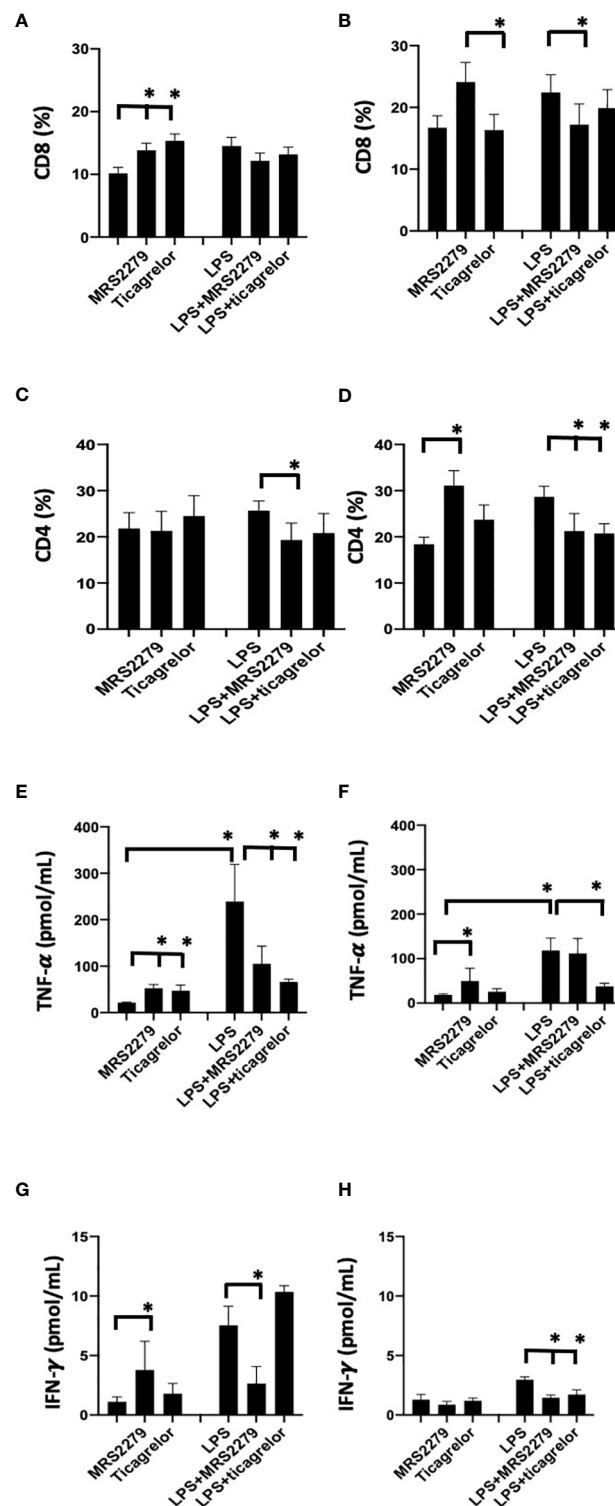 A
B
*
* *
* *
30
20
10
0
CD8 (%)
MRS2279
Ticagrelor
LPS
LPS+MRS2279
LPS+ticagrelor
30
20
10
0
CD8 (%)
MRS2279
Ticagrelor
LPS
LPS+MRS2279
LPS+ticagrelor
C
D
*
*
* *
40
30
20
10
0
CD4 (%)
MRS2279
Ticagrelor
LPS
LPS+MRS2279
LPS+ticagrelor
40
30
20
10
0
CD4 (%)
MRS2279
Ticagrelor
LPS
LPS+MRS2279
LPS+ticagrelor
E
F
* * *
* *
* *
*
400
300
200
100
0
TNF-α (pmol/mL)
MRS2279
Ticagrelor
LPS
LPS+MRS2279
LPS+ticagrelor
400
300
200
100
0
TNF-α (pmol/mL)
MRS2279
Ticagrelor
LPS
LPS+MRS2279
LPS+ticagrelor
G
H
*
*
* *
15
10
5
0
IFN-γ (pmol/mL)
MRS2279
Ticagrelor
LPS
LPS+MRS2279
LPS+ticagrelor
15
10
5
0
IFN-γ (pmol/mL)
MRS2279
Ticagrelor
LPS
LPS+MRS2279
LPS+ticagrelor